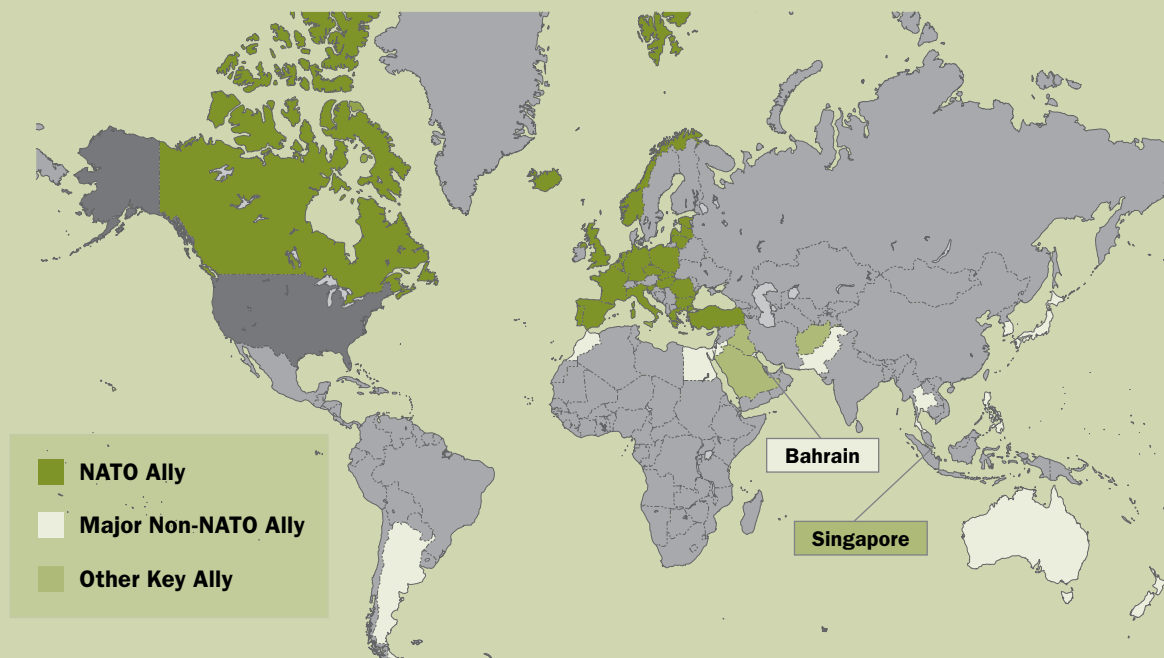 Bahrain
NATO Ally
Major Non-NATO Ally
Singapore
Other Key Ally